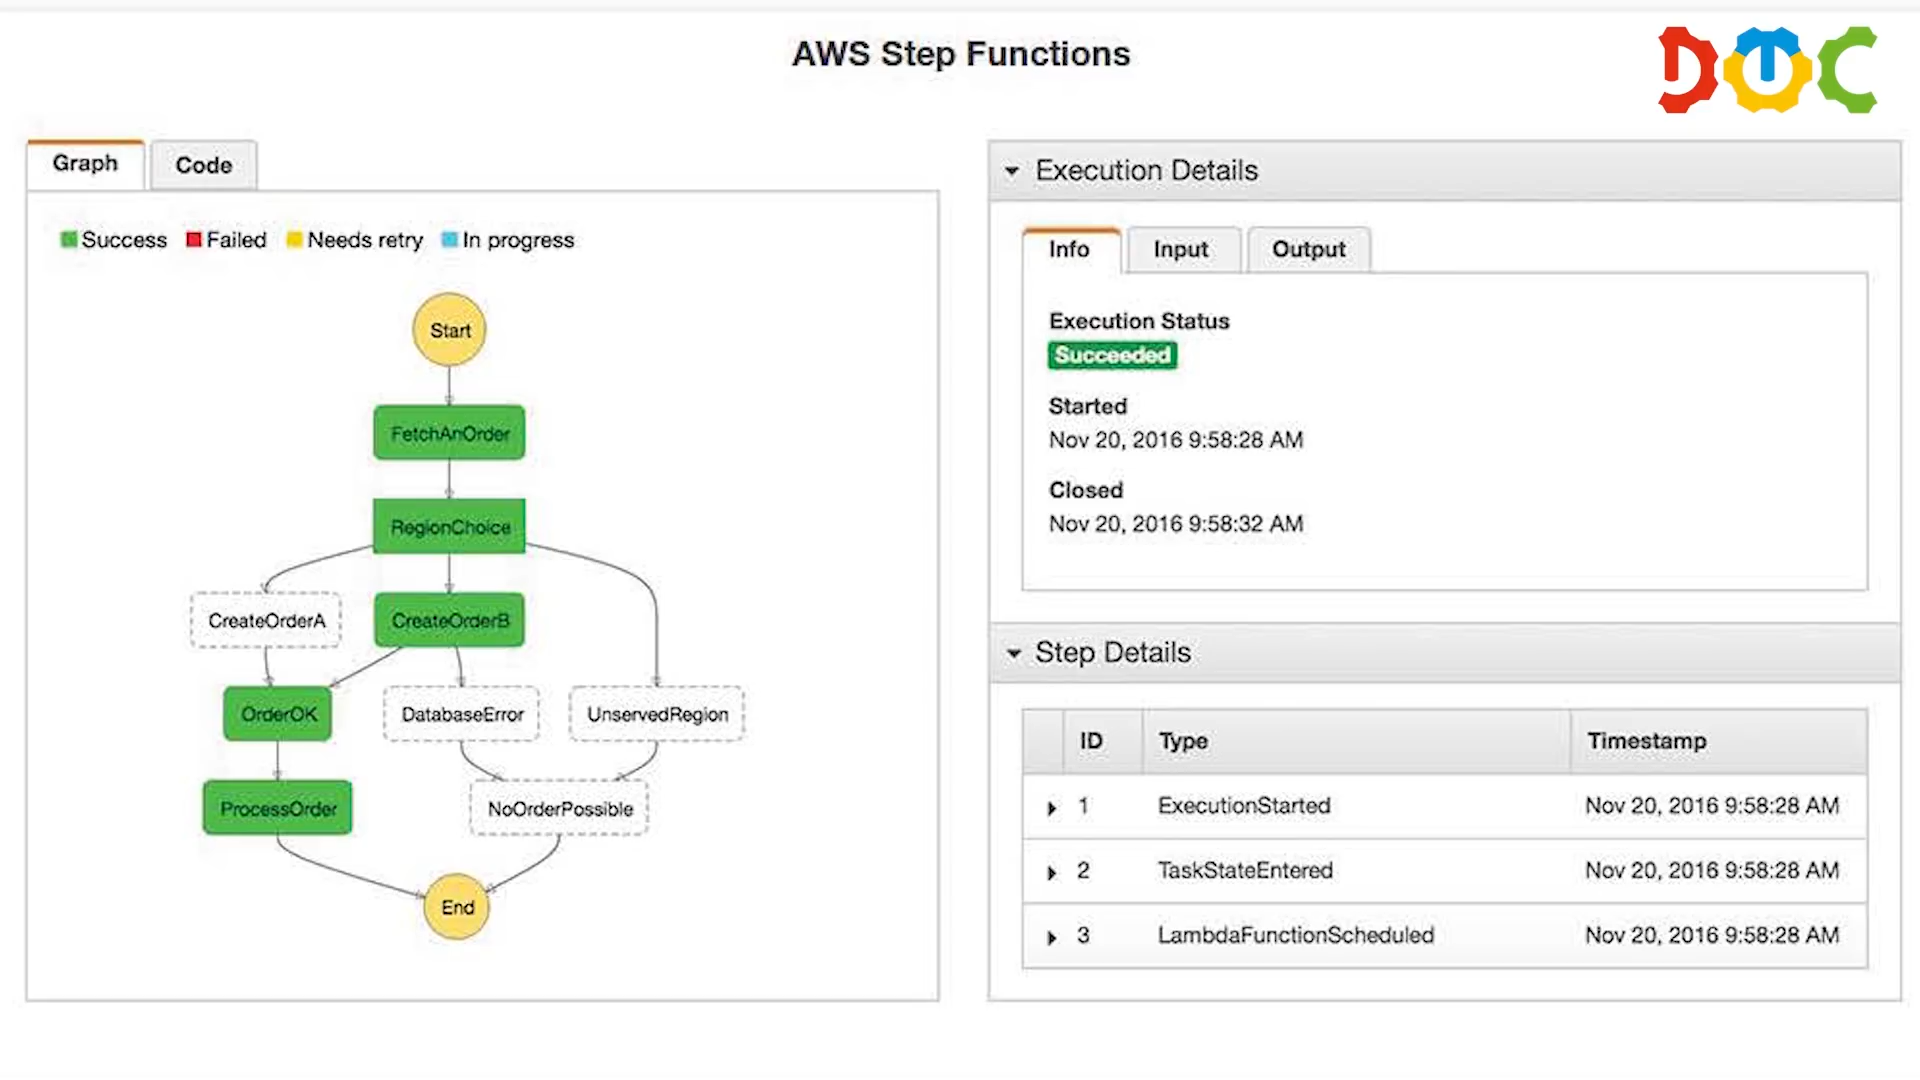 AWS Step Functions
DTC
Graph
Code
Success
Failed
Needs retry
In progress
Start
FetchAnOrder
RegionChoice
CreateOrderA
CreateOrderB
OrderOK
DatabaseError
UnservedRegion
ProcessOrder
NoOrderPossible
End
Execution Details
Info
Input
Output
Execution Status
Succeeded
Started
Nov 20, 2016 9:58:28 AM
Closed
Nov 20, 2016 9:58:32 AM
Step Details
ID Type Timestamp
1 ExecutionStarted Nov 20, 2016 9:58:28 AM
2 TaskStateEntered Nov 20, 2016 9:58:28 AM
3 LambdaFunctionScheduled Nov 20, 2016 9:58:28 AM